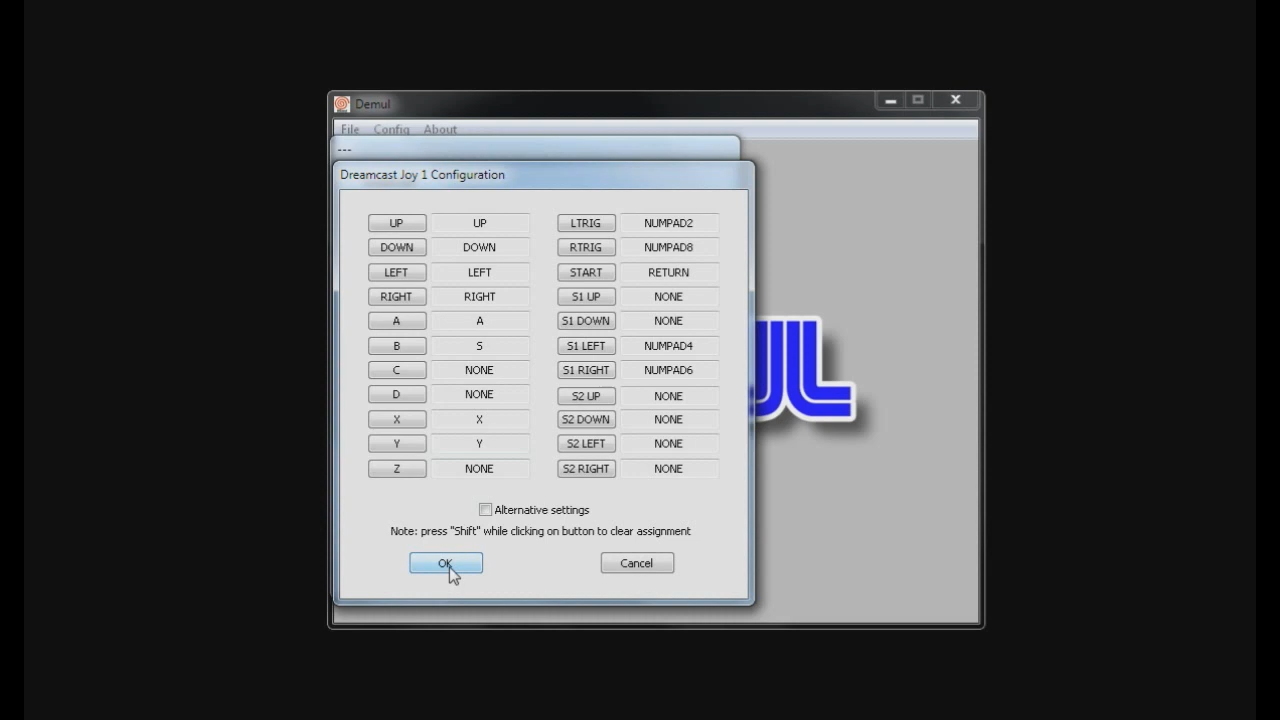 Demul
File Config About
---
Dreamcast Joy 1 Configuration
UP UP LTRIG NUMPAD2
DOWN DOWN RTRIG NUMPAD8
LEFT LEFT START RETURN
RIGHT RIGHT S1 UP NONE
A A S1 DOWN NONE
B S S1 LEFT NUMPAD4
C NONE S1 RIGHT NUMPAD6
D NONE S2 UP NONE
X X S2 DOWN NONE
Y Y S2 LEFT NONE
Z NONE S2 RIGHT NONE
Alternative settings
Note: press "Shift" while clicking on button to clear assignment
OK Cancel